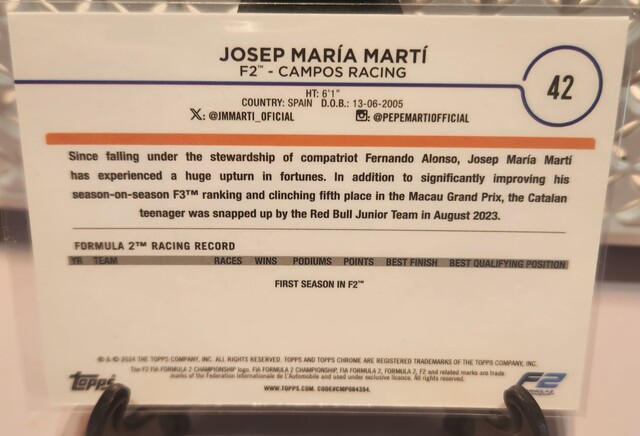 JOSEP MARÍA MARTÍ
F2™ - CAMPOS RACING
42
HT: 6'1"
COUNTRY: SPAIN D.O.B.: 13-06-2005
X: @JMMARTI_OFICIAL : @PEPEMARTIOFFICIAL
Since falling under the stewardship of compatriot Fernando Alonso, Josep María Martí
has experienced a huge upturn in fortunes. In addition to significantly improving his
season-on-season F3™ ranking and clinching fifth place in the Macau Grand Prix, the Catalan
teenager was snapped up by the Red Bull Junior Team in August 2023.
FORMULA 2™ RACING RECORD
YR TEAM RACES WINS PODIUMS POINTS BEST FINISH BEST QUALIFYING POSITION
FIRST SEASON IN F2™
® & © 2024 THE TOPPS COMPANY, INC. ALL RIGHTS RESERVED. TOPPS AND TOPPS CHROME ARE REGISTERED TRADEMARKS OF THE TOPPS COMPANY, INC.
The F2 FIA FORMULA 2 CHAMPIONSHIP logo, FIA FORMULA 2 CHAMPIONSHIP, FIA FORMULA 2, FORMULA 2, F2 and related marks are trade
marks of the Federation Internationale de L'Automobile and used under exclusive licence. All rights reserved.
Topps
WWW.TOPPS.COM. CODE#CMP084354.
F2